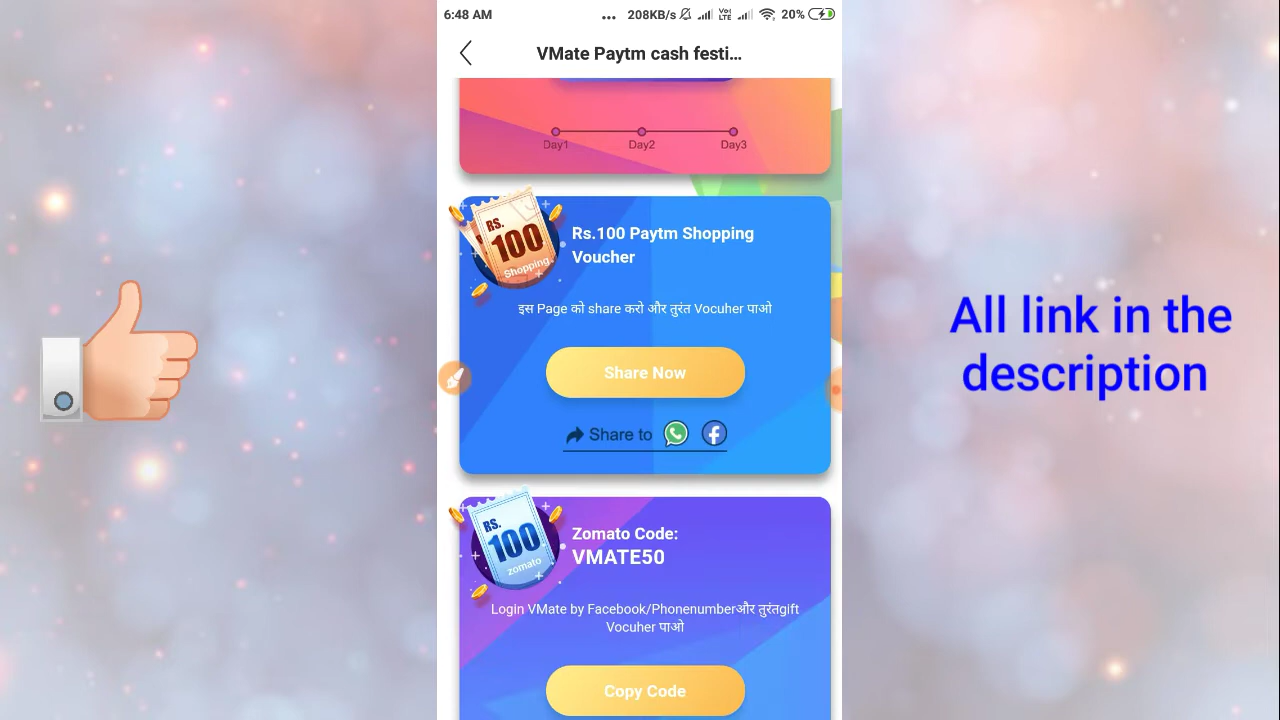 6:48 AM
... 208KB/s Vo) LTE 20%
VMate Paytm cash festi...
Day1 Day2 Day3
RS.
100
Shopping
Rs.100 Paytm Shopping
Voucher
इस Page को share करो और तुरंत Vocuher पाओ
Share Now
Share to
RS.
100
zomato
Zomato Code:
VMATE50
Login VMate by Facebook/Phonenumberऔर तुरंतgift
Vocuher पाओ
Copy Code
All link in the
description